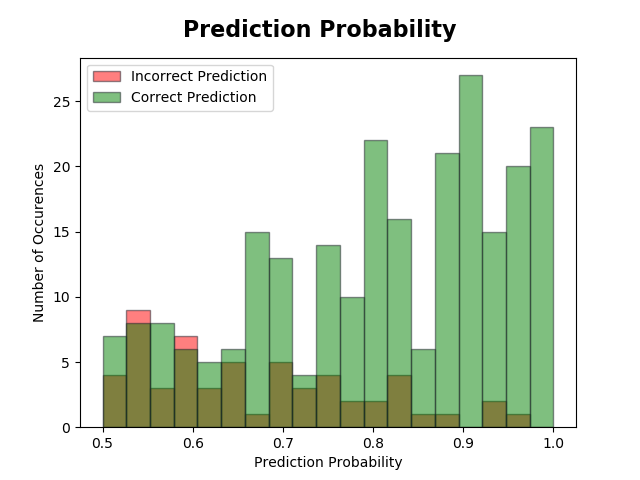 Prediction Probability
Incorrect Prediction
Correct Prediction
Number of Occurences
25
20
15
10
5
0
0.5 0.6 0.7 0.8 0.9 1.0
Prediction Probability